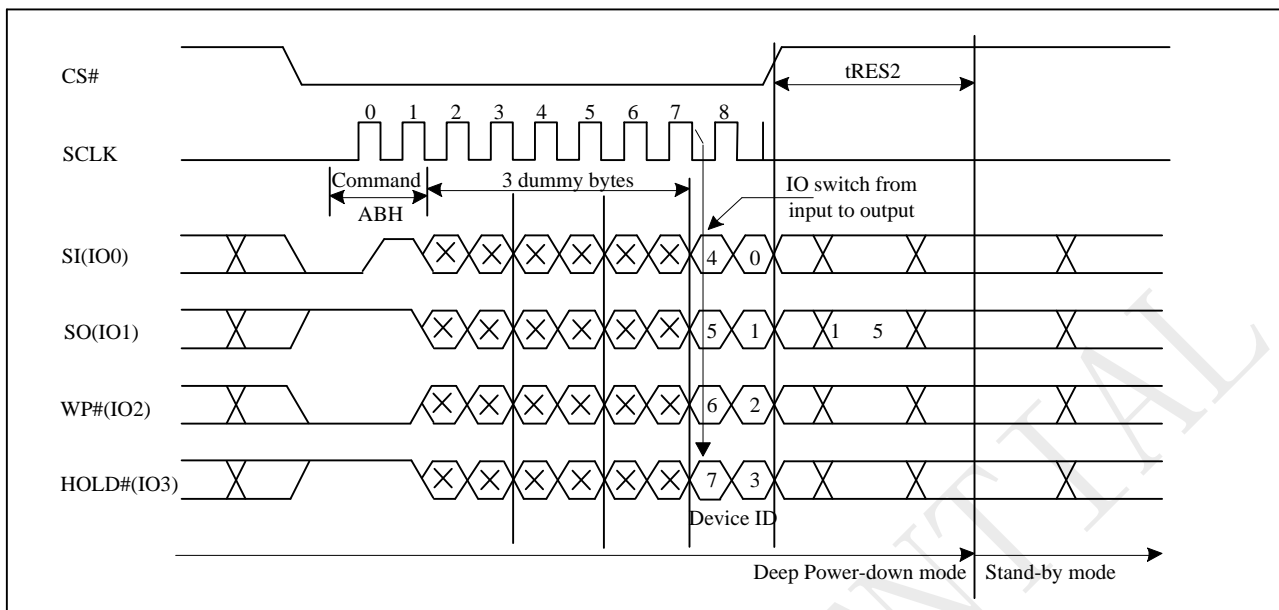 CS#
tRES2
0 1 2 3 4 5 6 7 8
SCLK
Command
ABH
3 dummy bytes
IO switch from
input to output
SI(IO0)
4 0
SO(IO1)
5 1 1 5
WP#(IO2)
6 2
HOLD#(IO3)
7 3
Device ID
Deep Power-down mode Stand-by mode
NTIAL